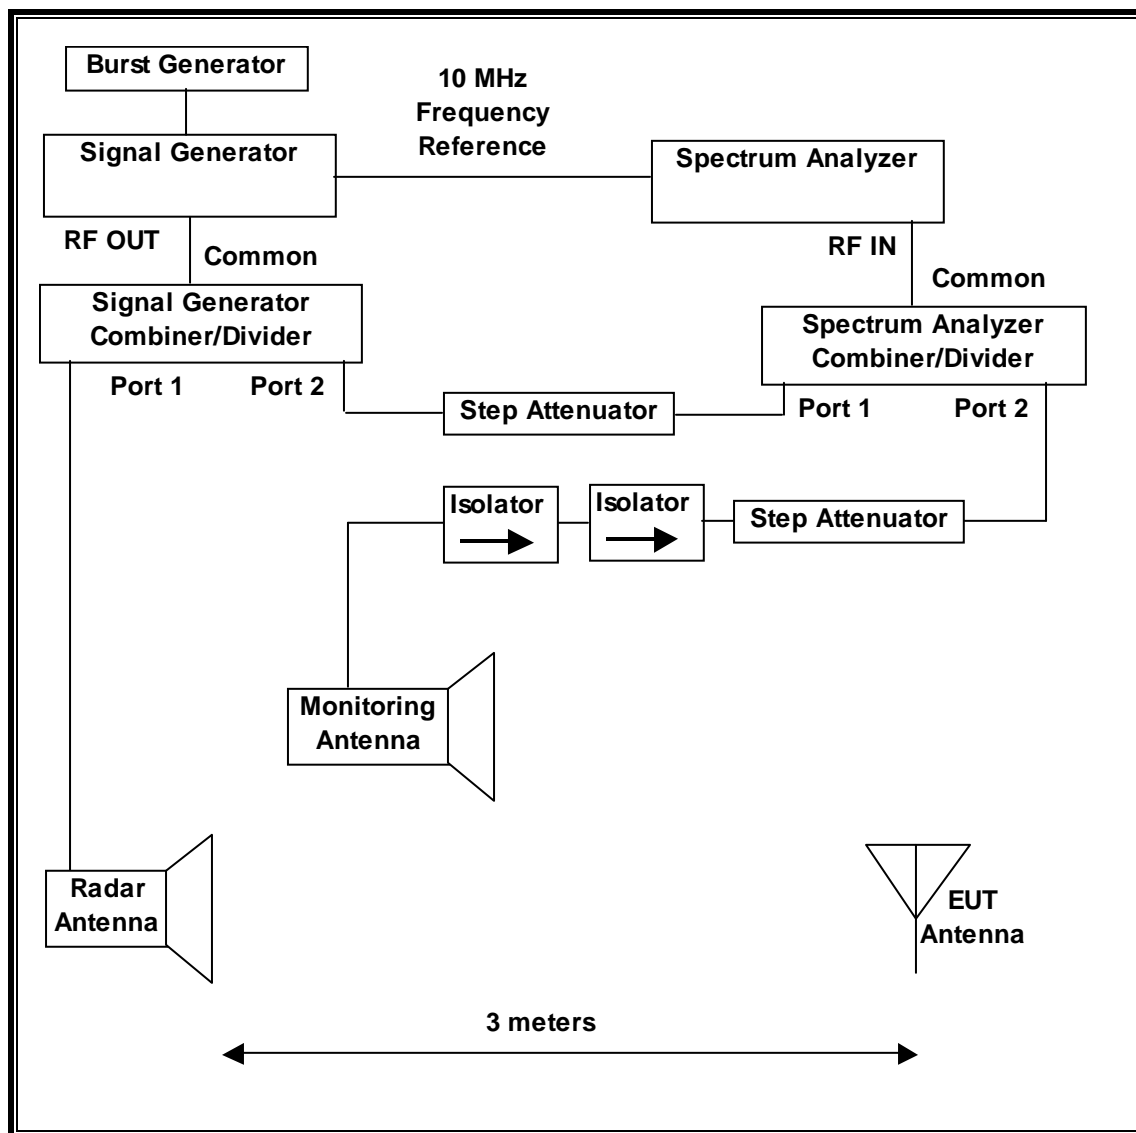 Burst Generator
10 MHz
Frequency
Reference
Signal Generator
Spectrum Analyzer
RF OUT
Common
RF IN
Common
Signal Generator
Combiner/Divider
Spectrum Analyzer
Combiner/Divider
Port 1
Port 2
Step Attenuator
Port 1
Port 2
Isolator
Isolator
Step Attenuator
Monitoring
Antenna
Radar
Antenna
EUT
Antenna
3 meters